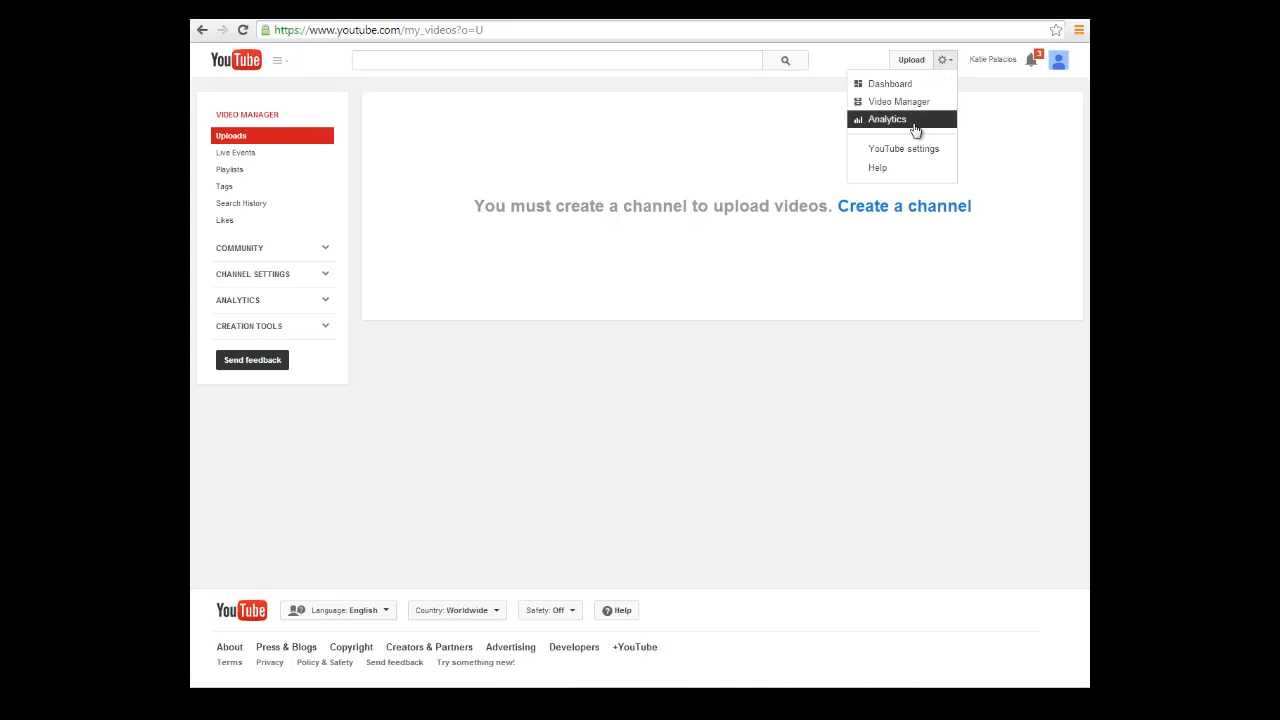 https://www.youtube.com/my_videos?o=U
YouTube
Upload
Katie Palacios
3
Dashboard
Video Manager
Analytics
YouTube settings
Help
VIDEO MANAGER
Uploads
Live Events
Playlists
Tags
Search History
Likes
COMMUNITY
CHANNEL SETTINGS
ANALYTICS
CREATION TOOLS
Send feedback
You must create a channel to upload videos. Create a channel
YouTube
Language: English
Country: Worldwide
Safety: Off
Help
About Press & Blogs Copyright Creators & Partners Advertising Developers +YouTube
Terms Privacy Policy & Safety Send feedback Try something new!